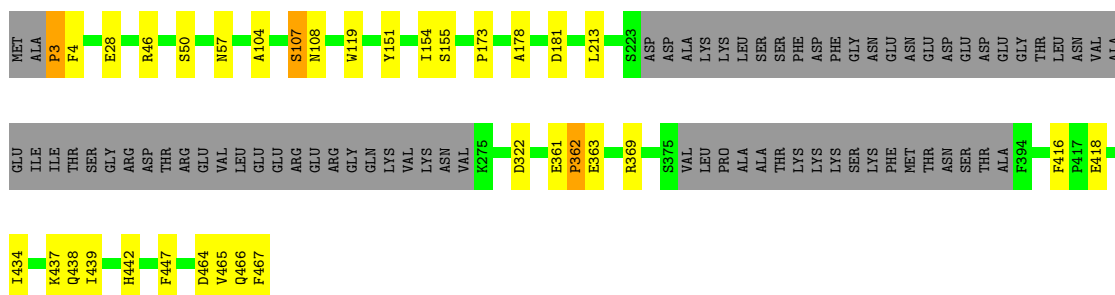 MET ALA P3 F4 E28 R46 S50 N57 A104 S107 N108 W119 Y151 I154 S155 P173 A178 D181 L213 S223 ASP ASP ALA LYS LYS LEU SER SER PHE ASP PHE GLY ASN GLU ASN GLU ASP GLU ASP GLU GLY THR LEU ASN VAL ALA
GLU ILE ILE THR SER GLY ARG ASP THR ARG GLU VAL LEU GLU GLU ARG GLU ARG GLY GLN LYS VAL LYS ASN VAL K275 D322 E361 P362 E363 R369 S375 VAL LEU PRO ALA ALA THR LYS LYS LYS SER LYS PHE MET THR ASN SER THR ALA F394 F416 P417 E418
I434 K437 Q438 I439 H442 F447 D464 V465 Q466 F467